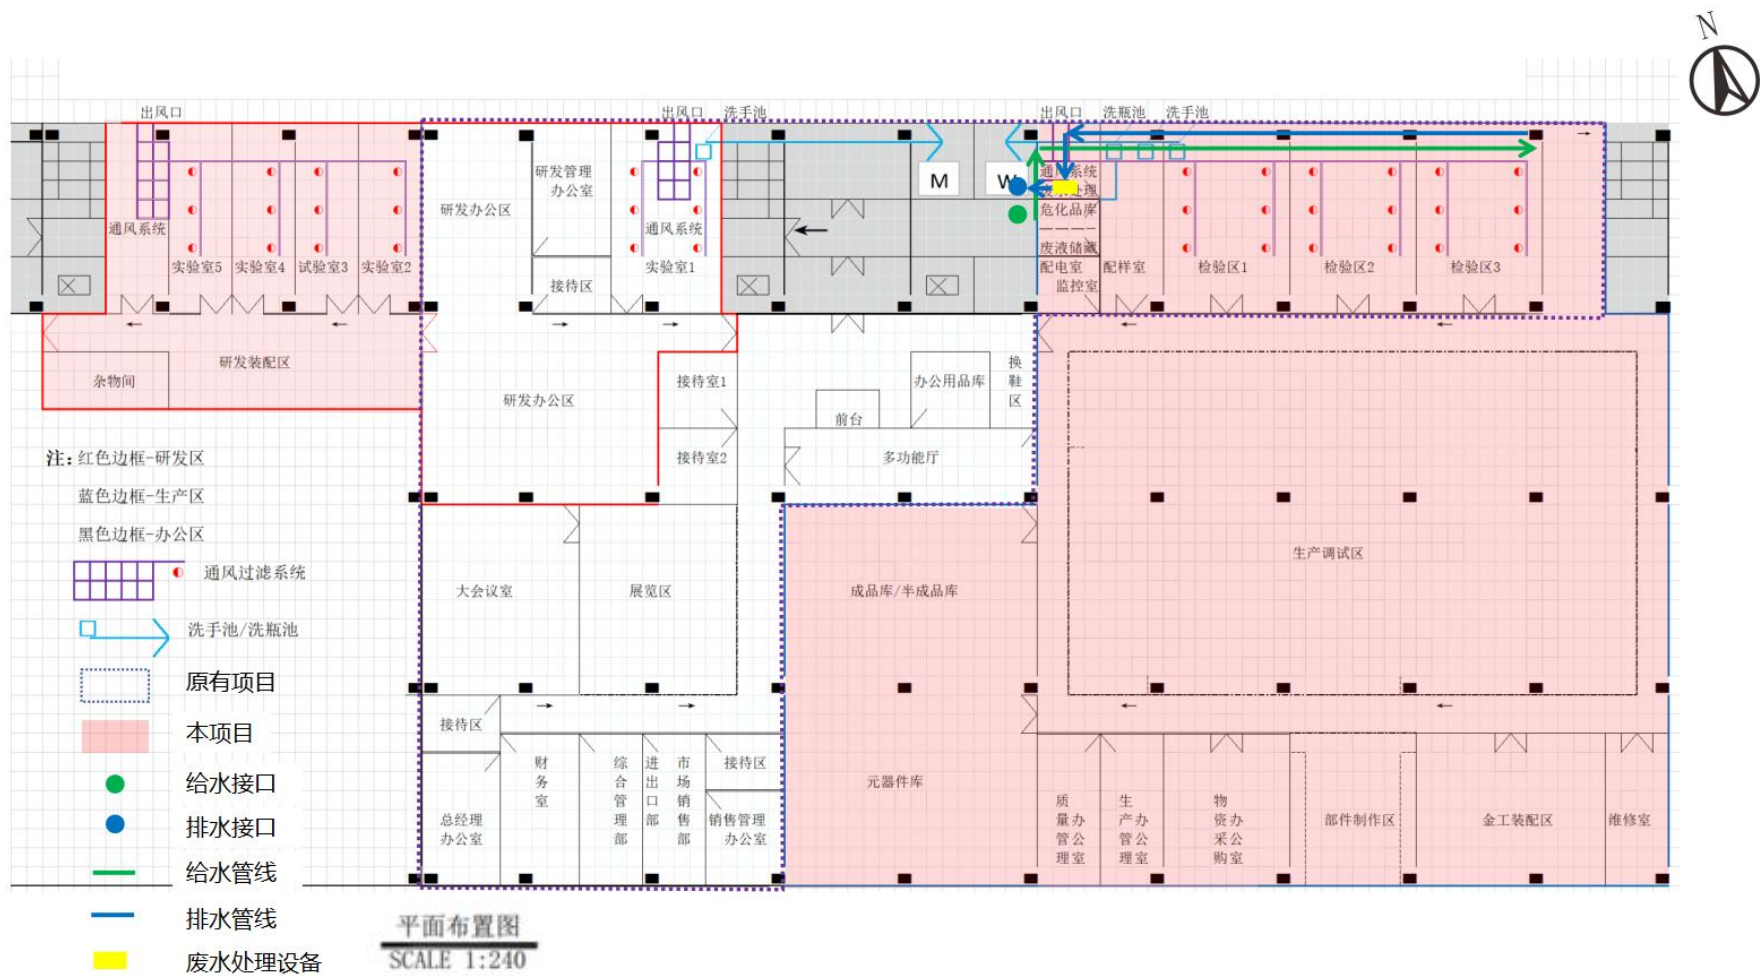 N
出风口
出风口 洗手池
出风口 洗瓶池 洗手池
研发管理
办公室
M
W
通风系统
处理
研发办公区
危化品库
通风系统
通风系统
废液储藏
实验室5 实验室4 试验室3 实验室2
实验室1
配电室 配样室 检验区1 检验区2 检验区3
接待区
监控室
研发装配区
杂物间
接待室1
办公用品库
换鞋区
研发办公区
前台
注: 红色边框-研发区
接待室2
多功能厅
蓝色边框-生产区
黑色边框-办公区
生产调试区
通风过滤系统
大会议室
展览区
成品库/半成品库
洗手池/洗瓶池
原有项目
接待区
本项目
财务室
综合管理部
进出口部
市场销售部
接待区
元器件库
给水接口
总经理
办公室
销售管理
办公室
质量管理办公室
生产管理办公室
物资采购办公室
部件制作区
金工装配区
维修室
排水接口
给水管线
排水管线
废水处理设备
平面布置图
SCALE 1:240